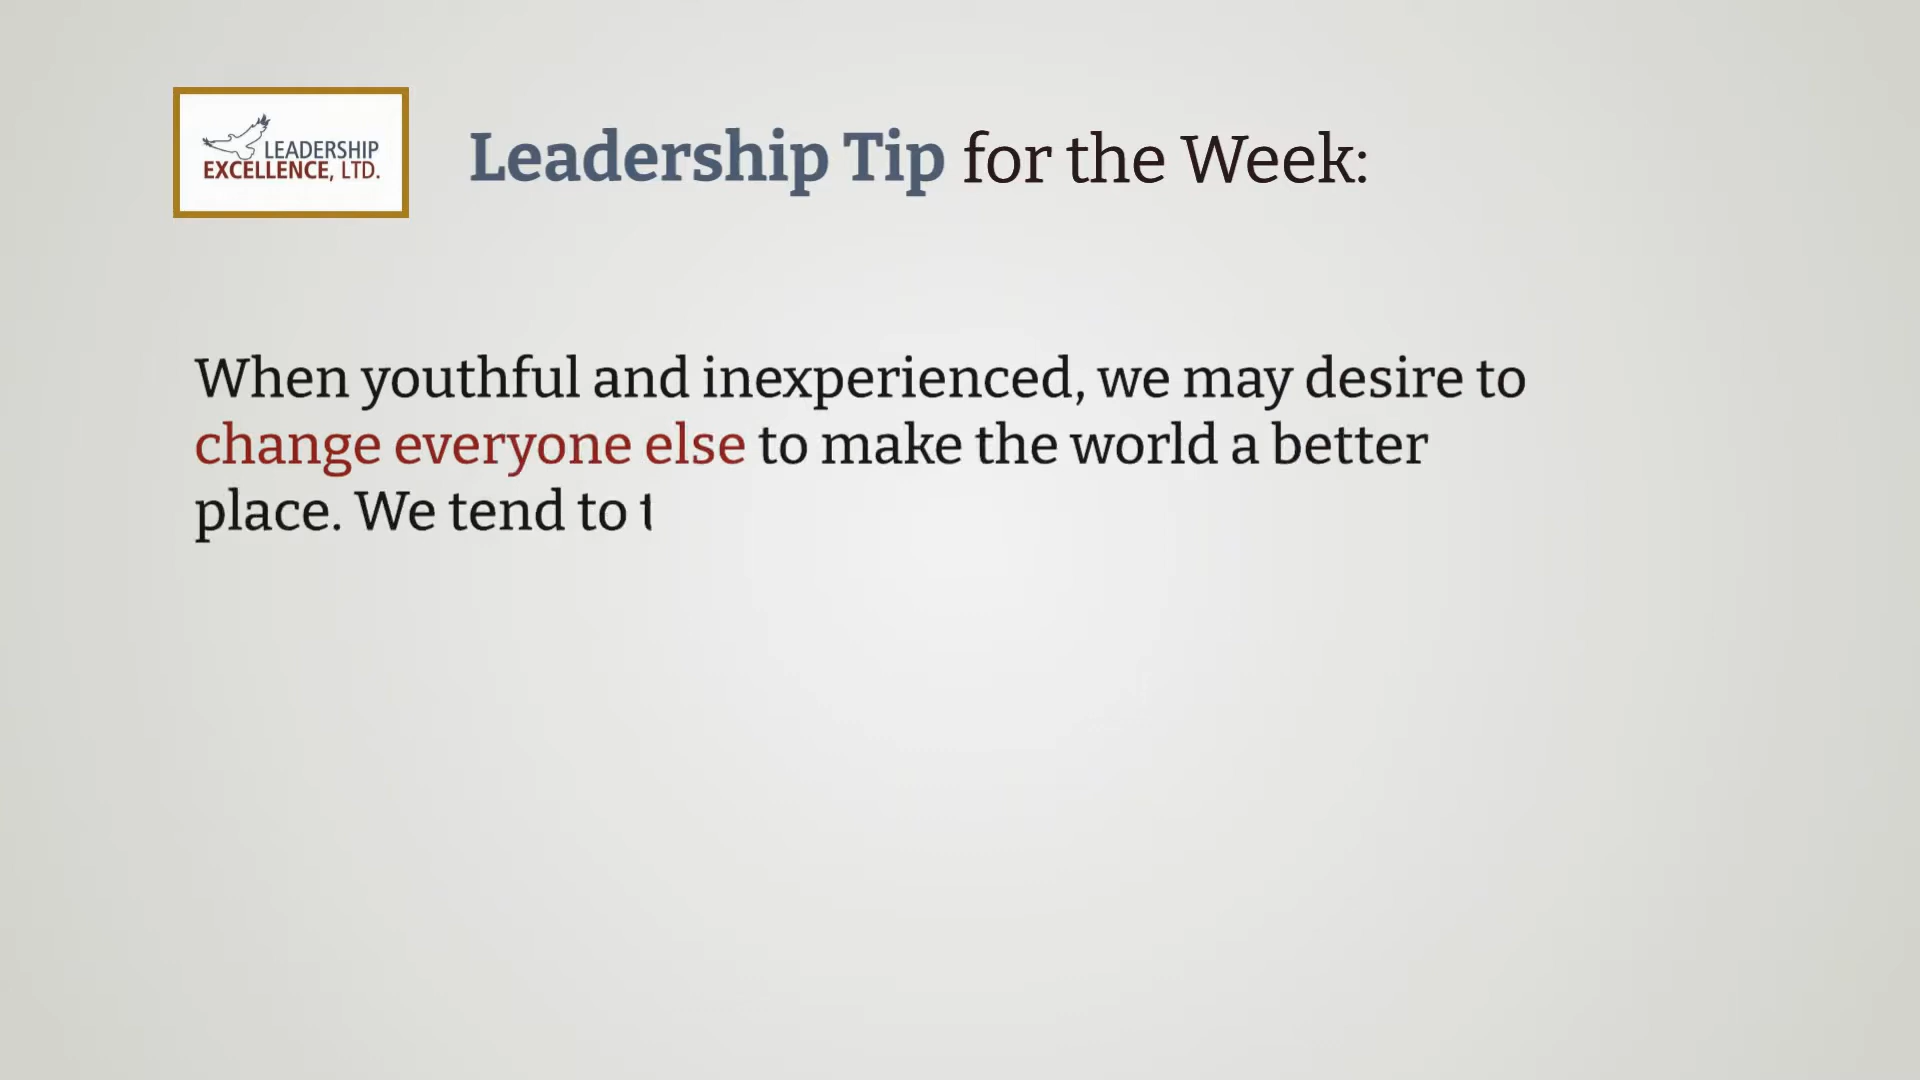 LEADERSHIP
EXCELLENCE, LTD.
Leadership Tip for the Week:
When youthful and inexperienced, we may desire to
change everyone else to make the world a better
place. We tend to t